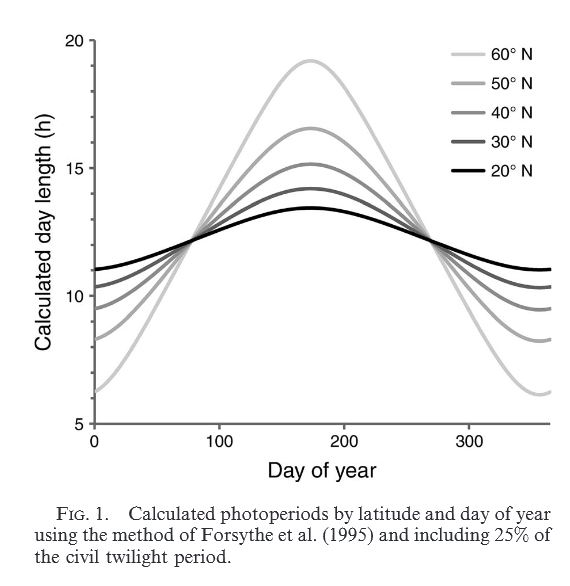 20
15
10
5
Calculated day length (h)
60° N
50° N
40° N
30° N
20° N
0
100
200
300
Day of year
FIG. 1. Calculated photoperiods by latitude and day of year
using the method of Forsythe et al. (1995) and including 25% of
the civil twilight period.